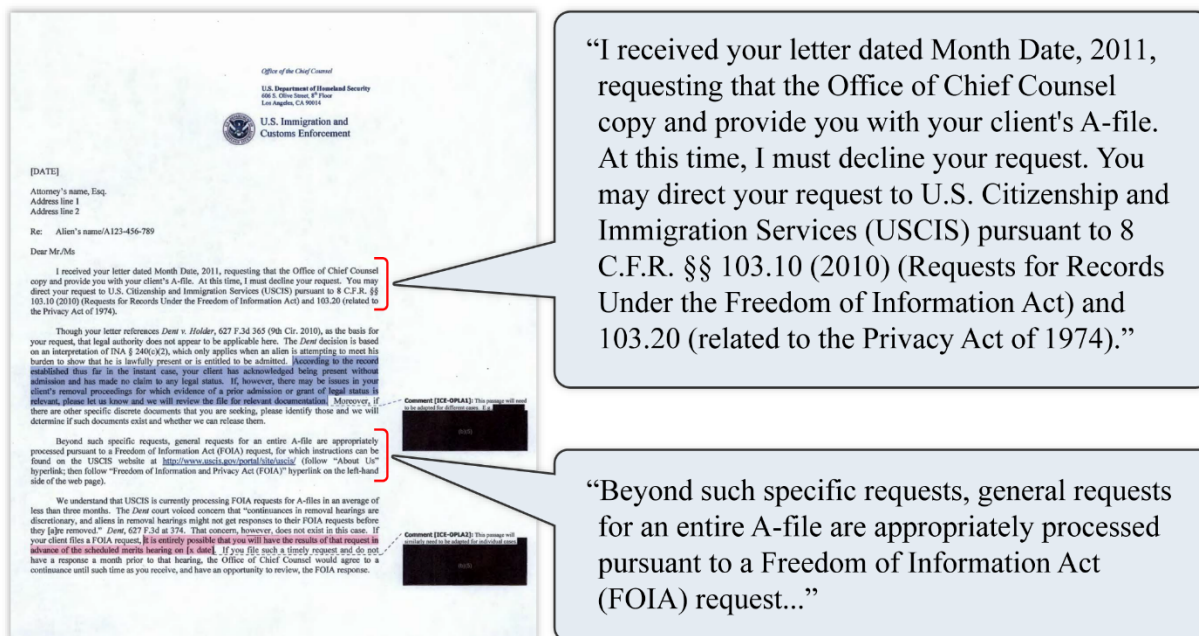 Office of the Chief Counsel
U.S. Department of Homeland Security
606 S. Olive Street, 8th Floor
Los Angeles, CA 90014
U.S. Immigration and
Customs Enforcement
[DATE]
Attorney's name, Esq.
Address line 1
Address line 2
Re: Alien's name/A123-456-789
Dear Mr./Ms
I received your letter dated Month Date, 2011, requesting that the Office of Chief Counsel
copy and provide you with your client's A-file. At this time, I must decline your request. You may
direct your request to U.S. Citizenship and Immigration Services (USCIS) pursuant to 8 C.F.R. §§
103.10 (2010) (Requests for Records Under the Freedom of Information Act) and 103.20 (related to
the Privacy Act of 1974).
Though your letter references Dent v. Holder, 627 F.3d 365 (9th Cir. 2010), as the basis for
your request, that legal authority does not appear to be applicable here. The Dent decision is based
on an interpretation of INA § 240(c)(2), which only applies when an alien is attempting to meet his
burden to show that he is lawfully present or is entitled to be admitted. According to the record
established thus far in the instant case, your client has acknowledged being present without
admission and has made no claim to any legal status. If, however, there may be issues in your
client's removal proceedings for which evidence of a prior admission or grant of legal status is
relevant, please let us know and we will review the file for relevant documentation. Moreover, if
there are other specific discrete documents that you are seeking, please identify those and we will
determine if such documents exist and whether we can release them.
Comment [ICE-OPLA1]: This passage will need
to be adapted for different cases. E.g.
Beyond such specific requests, general requests for an entire A-file are appropriately
processed pursuant to a Freedom of Information Act (FOIA) request, for which instructions can be
found on the USCIS website at http://www.uscis.gov/portal/site/uscis/ (follow "About Us"
hyperlink; then follow "Freedom of Information and Privacy Act (FOIA)" hyperlink on the left-hand
side of the web page).
We understand that USCIS is currently processing FOIA requests for A-files in an average of
less than three months. The Dent court voiced concern that "continuances in removal hearings are
discretionary, and aliens in removal hearings might not get responses to their FOIA requests before
they [a]re removed." Dent, 627 F.3d at 374. That concern, however, does not exist in this case. If
your client files a FOIA request, it is entirely possible that you will have the results of that request in
advance of the scheduled merits hearing on [x date]. If you file such a timely request and do not
have a response a month prior to that hearing, the Office of Chief Counsel would agree to a
continuance until such time as you receive, and have an opportunity to review, the FOIA response.
Comment [ICE-OPLA2]: This passage will
similarly need to be adapted for individual cases.
“I received your letter dated Month Date, 2011,
requesting that the Office of Chief Counsel
copy and provide you with your client's A-file.
At this time, I must decline your request. You
may direct your request to U.S. Citizenship and
Immigration Services (USCIS) pursuant to 8
C.F.R. §§ 103.10 (2010) (Requests for Records
Under the Freedom of Information Act) and
103.20 (related to the Privacy Act of 1974).”
“Beyond such specific requests, general requests
for an entire A-file are appropriately processed
pursuant to a Freedom of Information Act
(FOIA) request...”